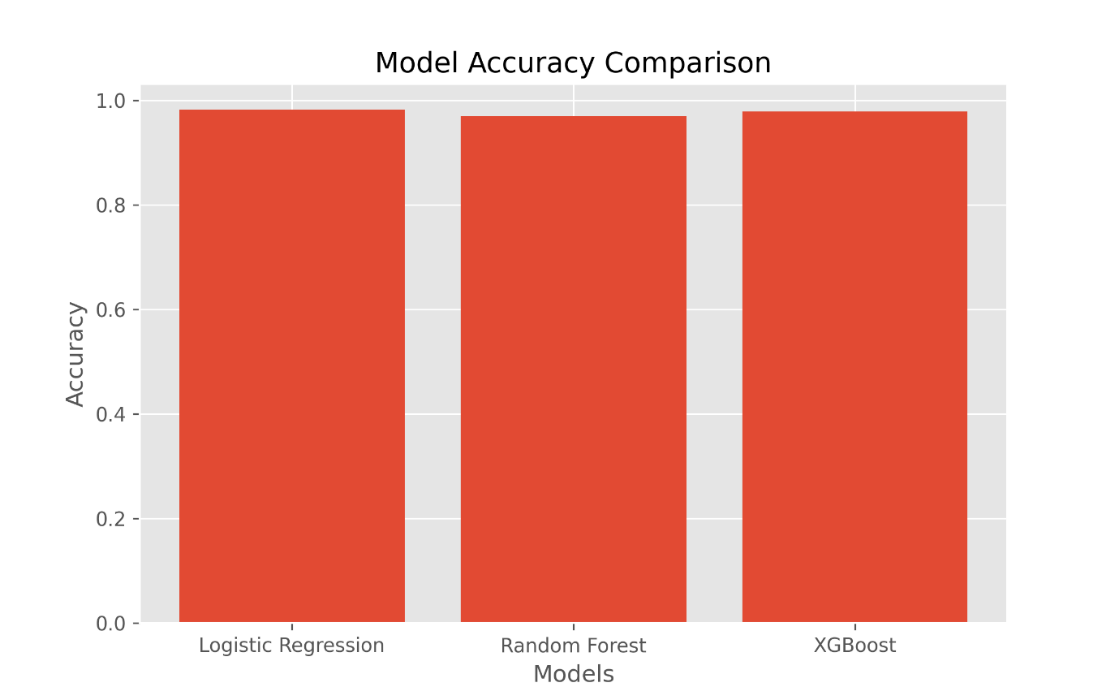 Model Accuracy Comparison
1.0
0.8
0.6
0.4
0.2
0.0
Accuracy
Logistic Regression
Random Forest
XGBoost
Models